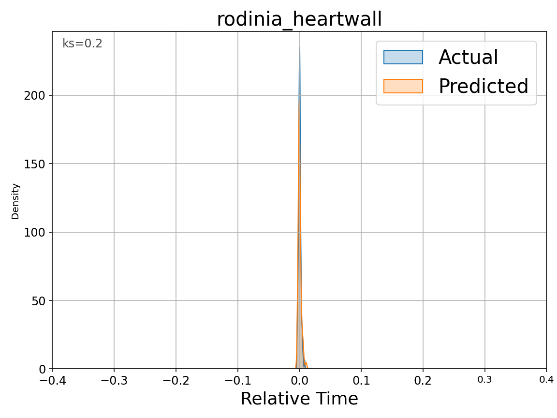 rodinia_heartwall
ks=0.2
Actual
Predicted
Density
200
150
100
50
0
−0.4 −0.3 −0.2 −0.1 0.0 0.1 0.2 0.3 0.4
Relative Time